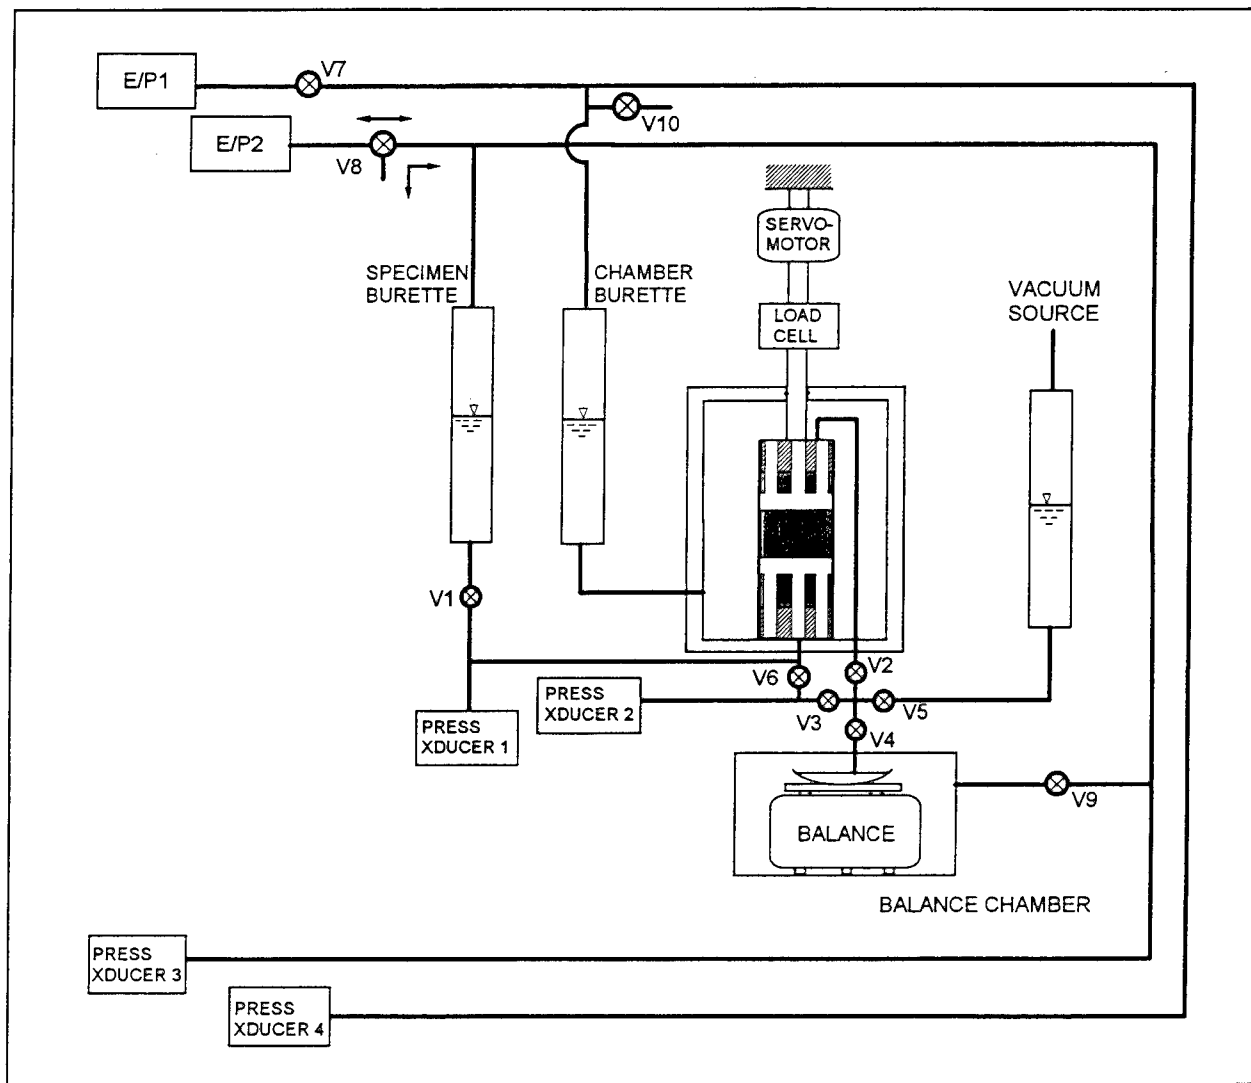 E/P1
V7
V10
E/P2
V8
SERVO-
MOTOR
SPECIMEN
BURETTE
CHAMBER
BURETTE
VACUUM
SOURCE
LOAD
CELL
V1
V6
V2
PRESS
XDUCER 2
V3
V5
PRESS
XDUCER 1
V4
V9
BALANCE
BALANCE CHAMBER
PRESS
XDUCER 3
PRESS
XDUCER 4